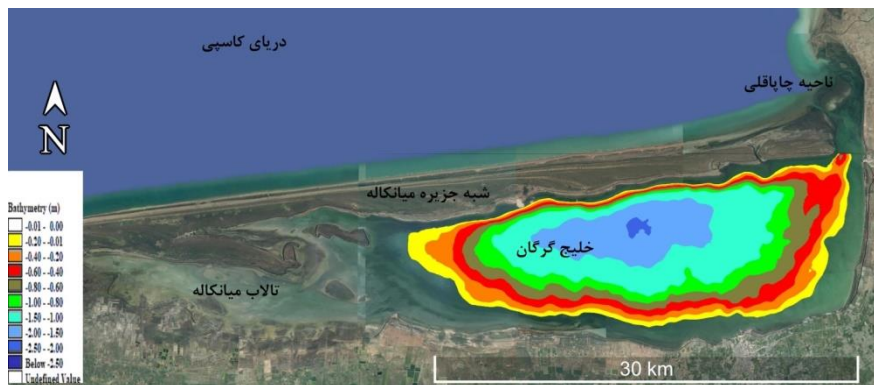 دریای کاسپی
ناحیه چاپاقلی
N
شبه جزیره میانکاله
خلیج گرگان
تالاب میانکاله
Bathymetry (m)
-0.01 - 0.00
-0.20 - -0.01
-0.40 - -0.20
-0.60 - -0.40
-0.80 - -0.60
-1.00 - -0.80
-1.50 - -1.00
-2.00 - -1.50
-2.50 - -2.00
Below -2.50
Undefined Value
30 km